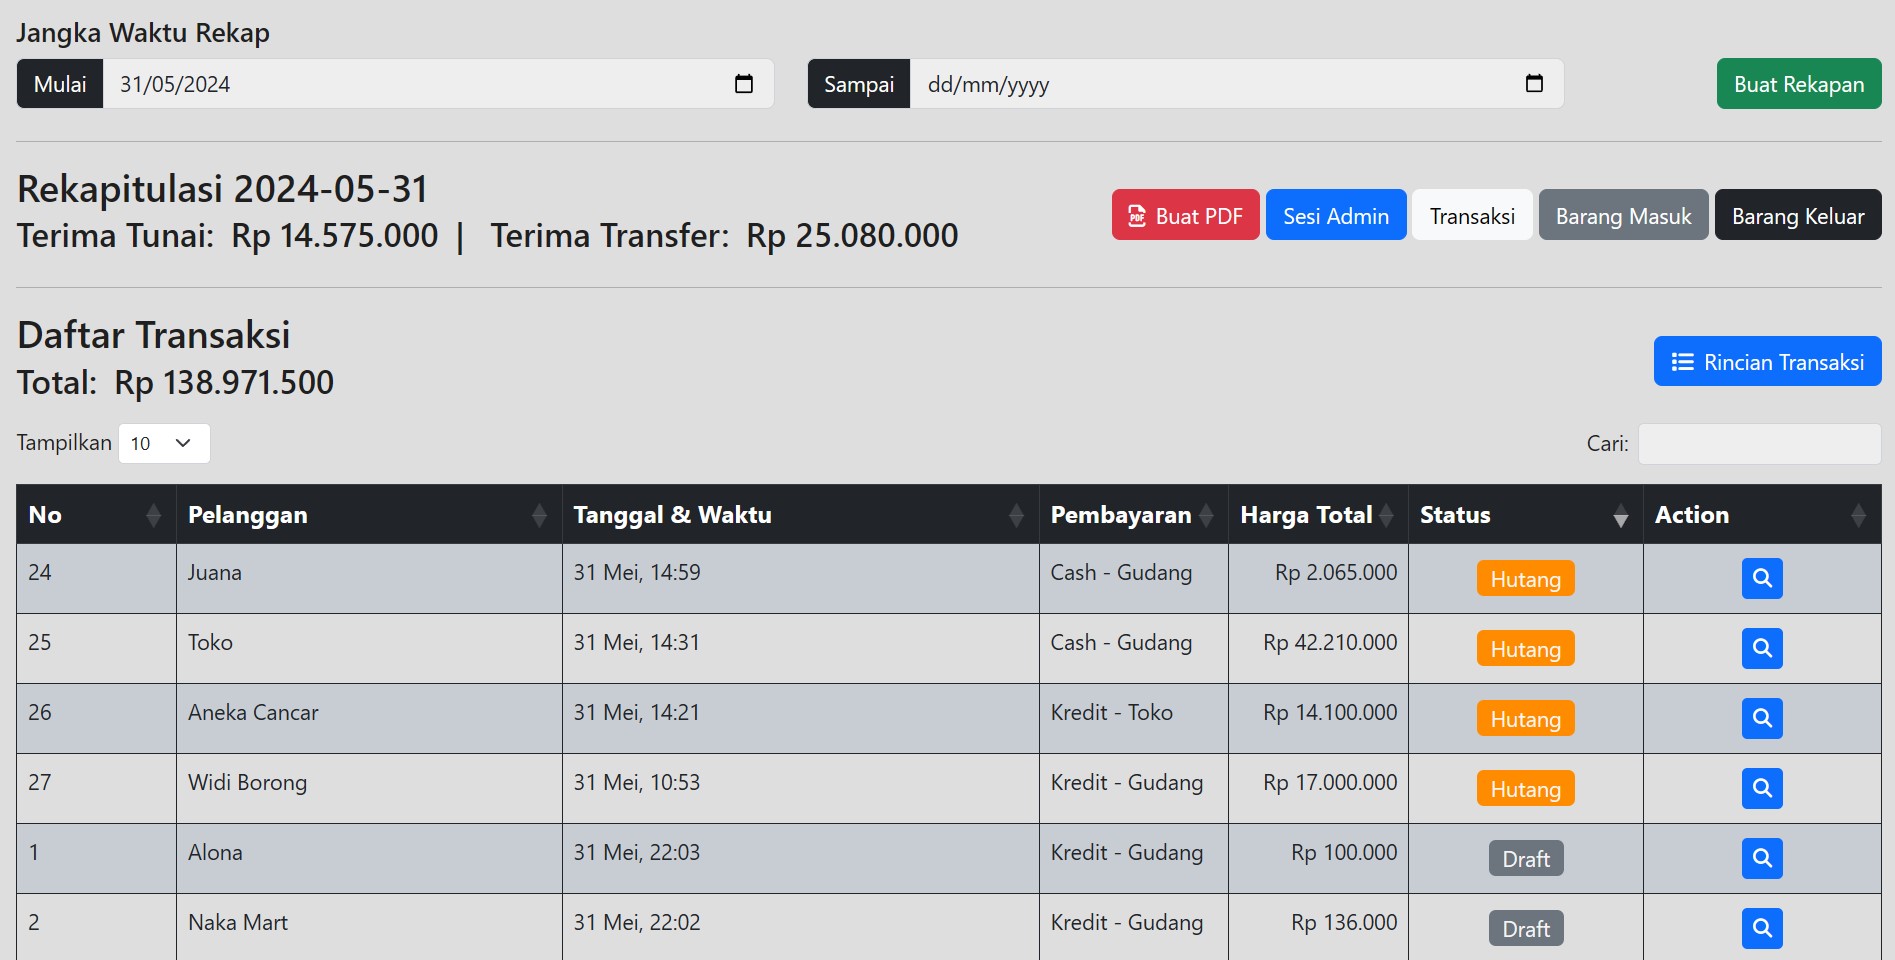 Jangka Waktu Rekap
Mulai 31/05/2024 Sampai dd/mm/yyyy Buat Rekapan
Rekapitulasi 2024-05-31
Terima Tunai: Rp 14.575.000 | Terima Transfer: Rp 25.080.000
PDF Buat PDF Sesi Admin Transaksi Barang Masuk Barang Keluar
Daftar Transaksi
Total: Rp 138.971.500
Rincian Transaksi
Tampilkan 10 Cari:
No Pelanggan Tanggal & Waktu Pembayaran Harga Total Status Action
24 Juana 31 Mei, 14:59 Cash - Gudang Rp 2.065.000 Hutang
25 Toko 31 Mei, 14:31 Cash - Gudang Rp 42.210.000 Hutang
26 Aneka Cancar 31 Mei, 14:21 Kredit - Toko Rp 14.100.000 Hutang
27 Widi Borong 31 Mei, 10:53 Kredit - Gudang Rp 17.000.000 Hutang
1 Alona 31 Mei, 22:03 Kredit - Gudang Rp 100.000 Draft
2 Naka Mart 31 Mei, 22:02 Kredit - Gudang Rp 136.000 Draft